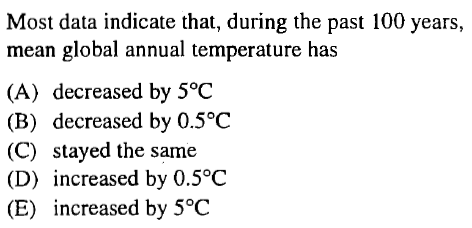 Most data indicate that, during the past 100 years,
mean global annual temperature has
(A) decreased by 5°C
(B) decreased by 0.5°C
(C) stayed the same
(D) increased by 0.5°C
(E) increased by 5°C